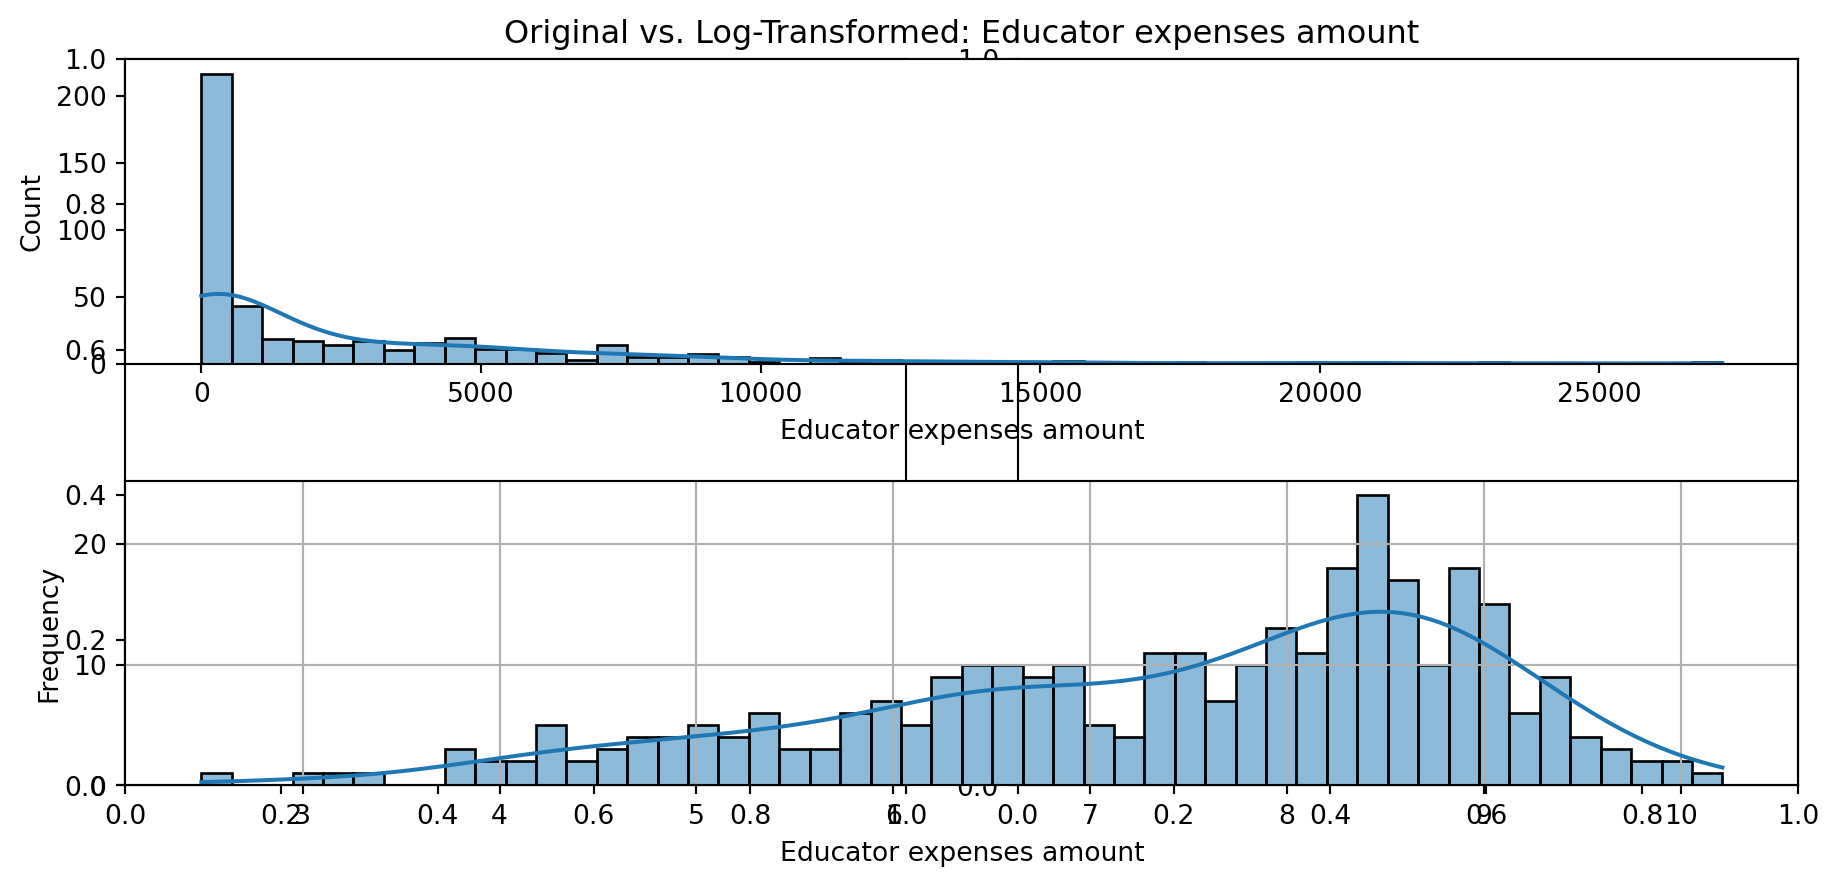 Original vs. Log-Transformed: Educator expenses amount
1.0
1.0
200
150
0.8
100
50
0.6
0
Count
0 5000 10000 15000 20000 25000
Educator expenses amount
0.4
20
0.2
10
0.0
Frequency
0.0
0.0 0.2 3 0.4 4 0.6 5 0.8 6 1.0 0.0 7 0.2 8 0.4 9 0.6 0.8 10 1.0
Educator expenses amount